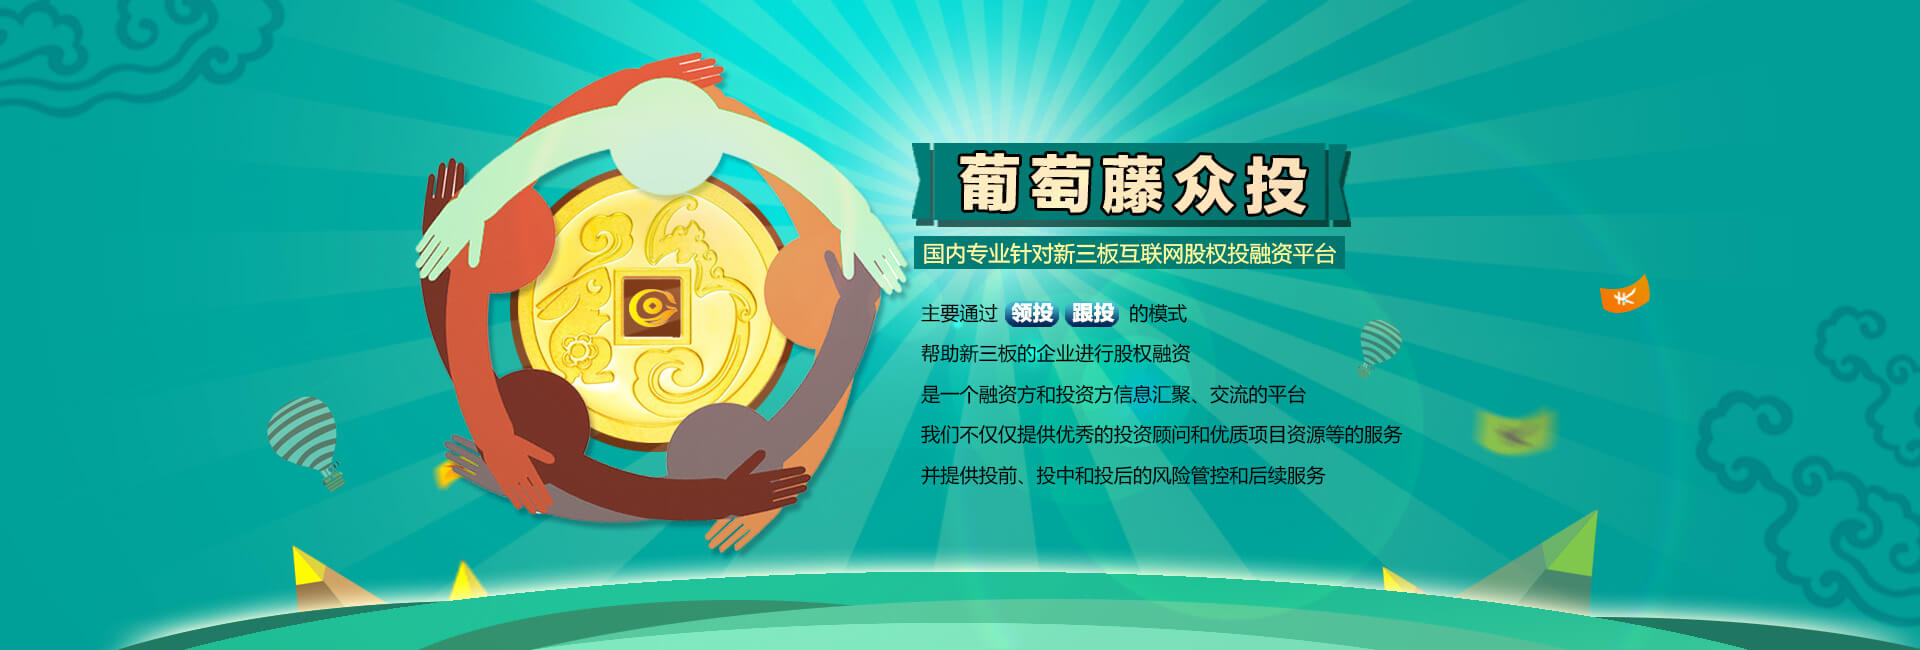 葡萄藤众投
国内专业针对新三板互联网股权投融资平台
主要通过 领投 跟投 的模式
帮助新三板的企业进行股权融资
是一个融资方和投资方信息汇聚、交流的平台
我们不仅仅提供优秀的投资顾问和优质项目资源等的服务
并提供投前、投中和投后的风险管控和后续服务